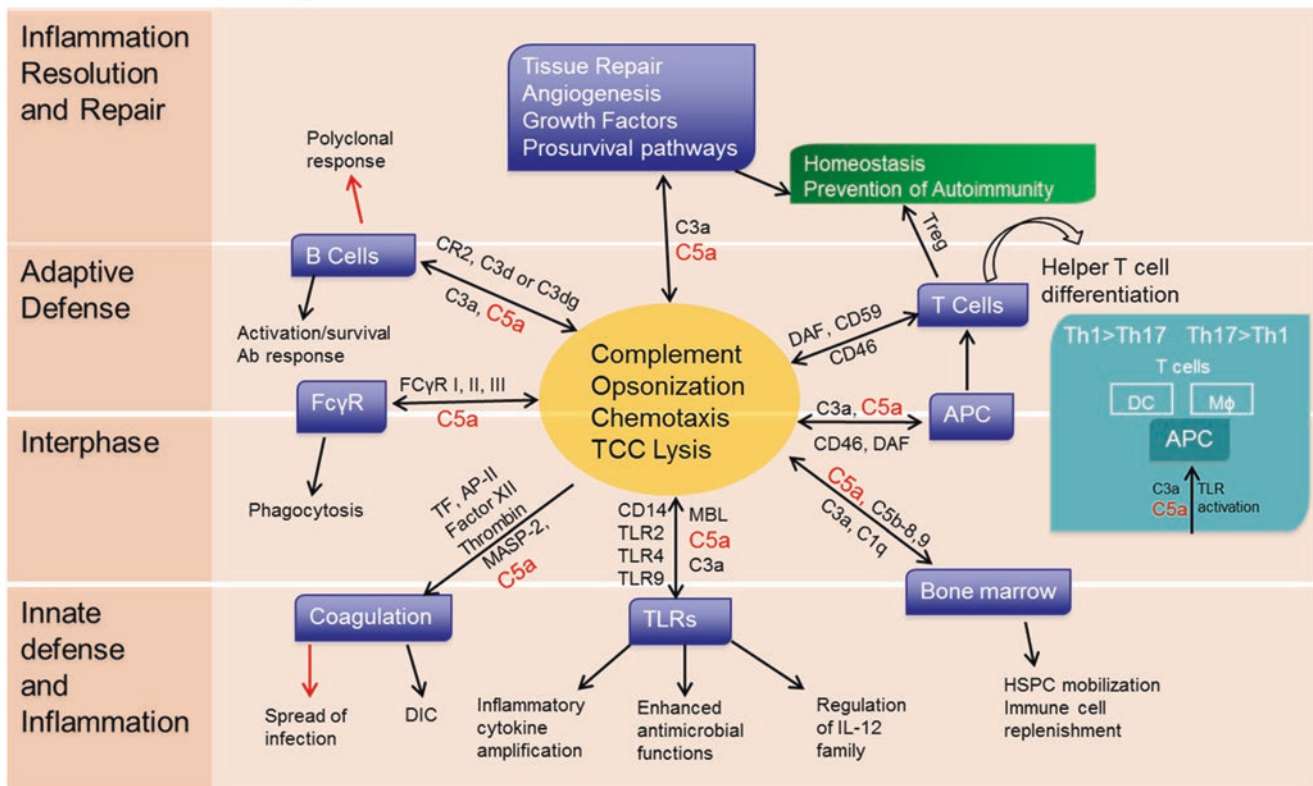 Inflammation
Resolution
and Repair
Tissue Repair
Angiogenesis
Growth Factors
Prosurvival pathways
Homeostasis
Prevention of Autoimmunity
Polyclonal
response
C3a
C5a
Treg
Adaptive
Defense
B Cells
CR2, C3d or C3dg
C3a, C5a
Activation/survival
Ab response
T Cells
Helper T cell
differentiation
DAF, CD59
CD46
Complement
Opsonization
Chemotaxis
TCC Lysis
FcγR
FCγR I, II, III
C5a
C3a, C5a
CD46, DAF
APC
Th1>Th17 Th17>Th1
T cells
DC Mϕ
APC
C3a
C5a
TLR
activation
Interphase
Phagocytosis
TF, AP-II
Factor XII
Thrombin
MASP-2,
C5a
CD14
TLR2
TLR4
TLR9
MBL
C5a
C3a
C5a, C5b-8,9
C3a, C1q
Innate
defense
and
Inflammation
Coagulation
TLRs
Bone marrow
Spread of
infection
DIC
Inflammatory
cytokine
amplification
Enhanced
antimicrobial
functions
Regulation
of IL-12
family
HSPC mobilization
Immune cell
replenishment